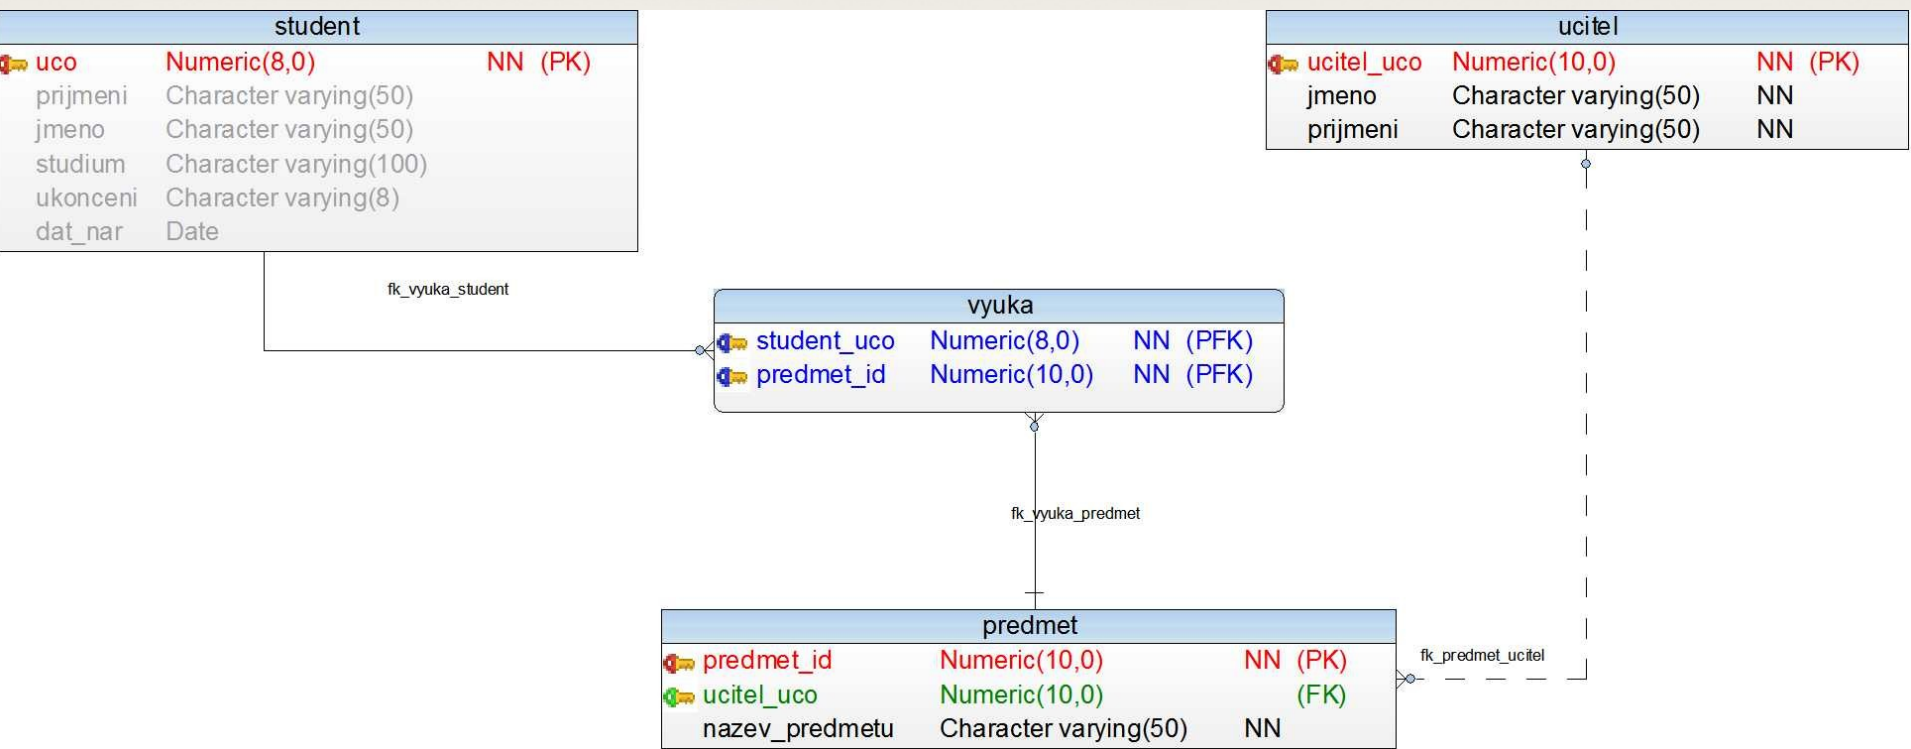 student
uco Numeric(8,0) NN (PK)
prijmeni Character varying(50)
jmeno Character varying(50)
studium Character varying(100)
ukonceni Character varying(8)
dat_nar Date
ucitel
ucitel_uco Numeric(10,0) NN (PK)
jmeno Character varying(50) NN
prijmeni Character varying(50) NN
fk_vyuka_student
vyuka
student_uco Numeric(8,0) NN (PFK)
predmet_id Numeric(10,0) NN (PFK)
fk_vyuka_predmet
predmet
predmet_id Numeric(10,0) NN (PK)
ucitel_uco Numeric(10,0) (FK)
nazev_predmetu Character varying(50) NN
fk_predmet_ucitel